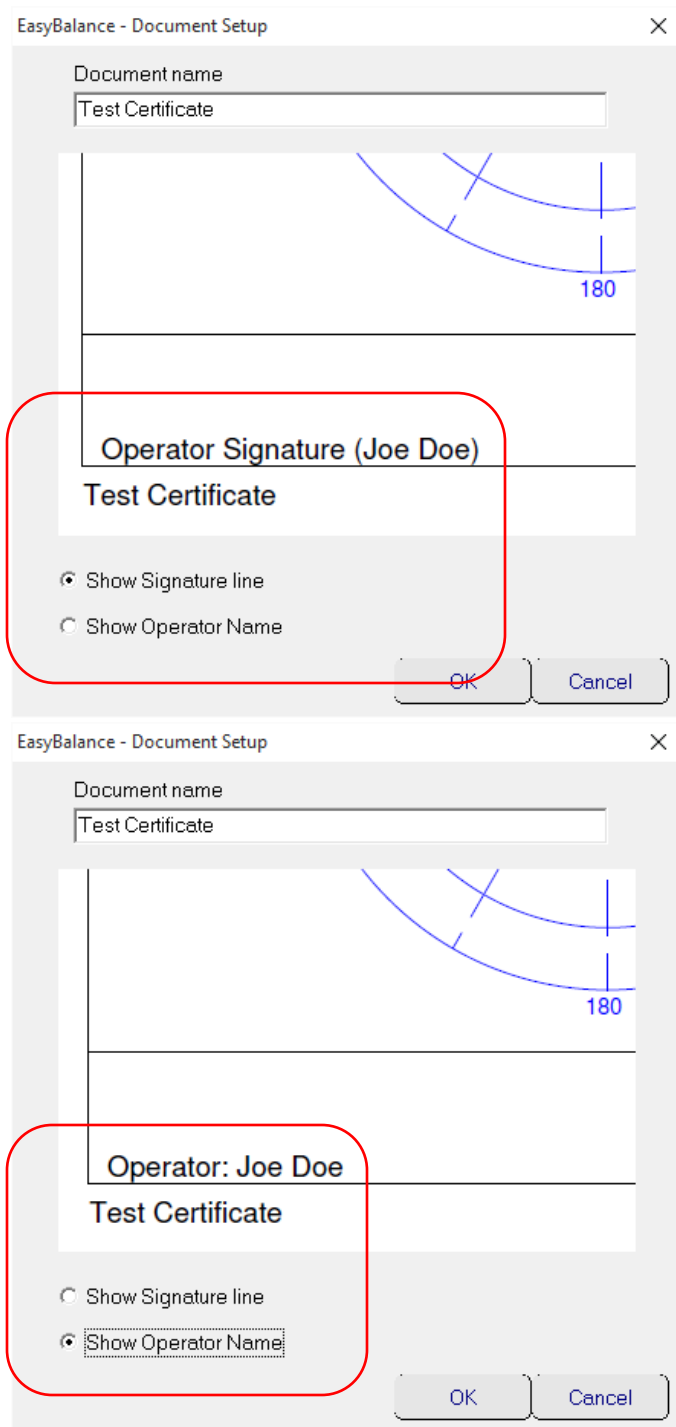 EasyBalance - Document Setup
Document name
Test Certificate
180
Operator Signature (Joe Doe)
Test Certificate
Show Signature line
Show Operator Name
OK Cancel
EasyBalance - Document Setup
Document name
Test Certificate
180
Operator: Joe Doe
Test Certificate
Show Signature line
Show Operator Name
OK Cancel